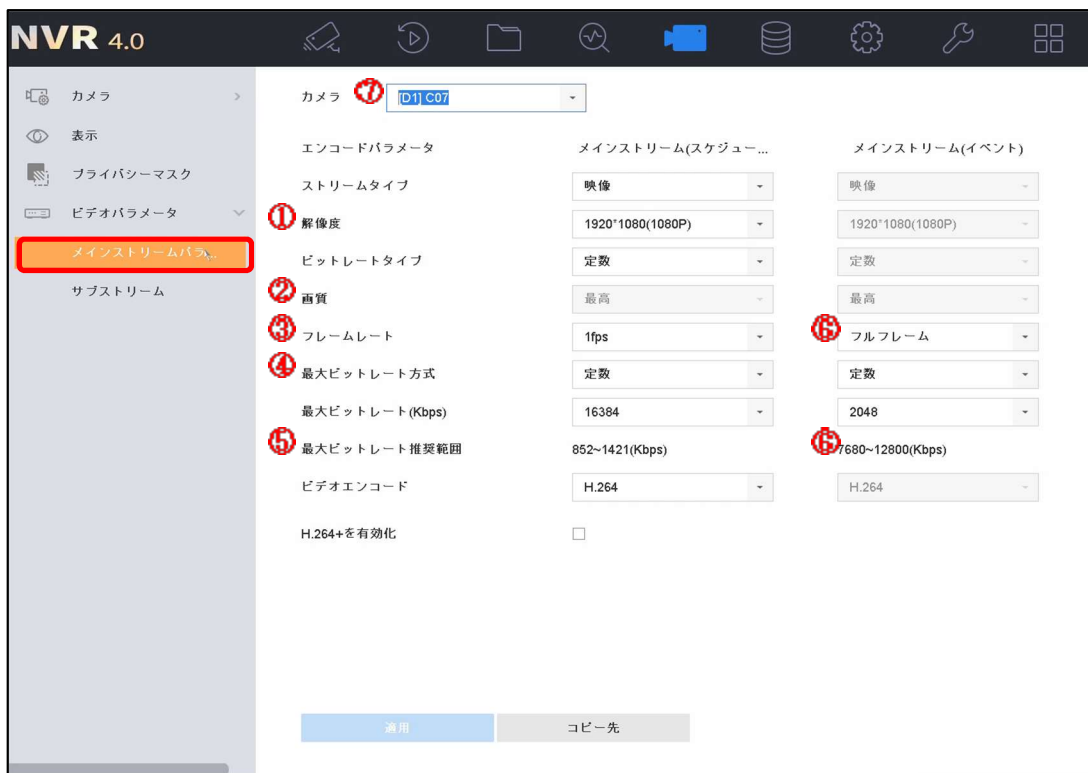 NVR 4.0
カメラ
表示
プライバシーマスク
ビデオパラメータ
メインストリームパラ...
サブストリーム
カメラ ⑦ [D1] C07
エンコードパラメータ メインストリーム(スケジュー... メインストリーム(イベント)
ストリームタイプ 映像 映像
① 解像度 1920*1080(1080P) 1920*1080(1080P)
ビットレートタイプ 定数 定数
② 画質 最高 最高
③ フレームレート 1fps ⑥ フルフレーム
④ 最大ビットレート方式 定数 定数
最大ビットレート(Kbps) 16384 2048
⑤ 最大ビットレート推奨範囲 852~1421(Kbps) ⑥ 7680~12800(Kbps)
ビデオエンコード H.264 H.264
H.264+を有効化
適用 コピー先